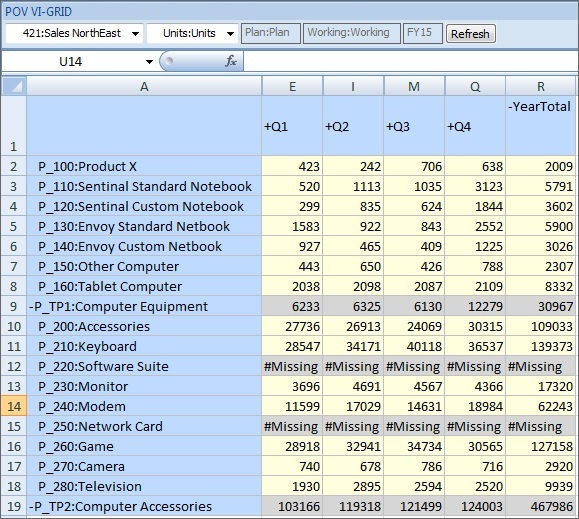 POV VI-GRID
421:Sales NorthEast Units:Units Plan:Plan Working:Working FY15 Refresh
U14 fx
A E I M Q R
1 +Q1 +Q2 +Q3 +Q4 -YearTotal
2 P_100:Product X 423 242 706 638 2009
3 P_110:Sentinal Standard Notebook 520 1113 1035 3123 5791
4 P_120:Sentinal Custom Notebook 299 835 624 1844 3602
5 P_130:Envoy Standard Netbook 1583 922 843 2552 5900
6 P_140:Envoy Custom Netbook 927 465 409 1225 3026
7 P_150:Other Computer 443 650 426 788 2307
8 P_160:Tablet Computer 2038 2098 2087 2109 8332
9 -P_TP1:Computer Equipment 6233 6325 6130 12279 30967
10 P_200:Accessories 27736 26913 24069 30315 109033
11 P_210:Keyboard 28547 34171 40118 36537 139373
12 P_220:Software Suite #Missing #Missing #Missing #Missing #Missing
13 P_230:Monitor 3696 4691 4567 4366 17320
14 P_240:Modem 11599 17029 14631 18984 62243
15 P_250:Network Card #Missing #Missing #Missing #Missing #Missing
16 P_260:Game 28918 32941 34734 30565 127158
17 P_270:Camera 740 678 786 716 2920
18 P_280:Television 1930 2895 2594 2520 9939
19 -P_TP2:Computer Accessories 103166 119318 121499 124003 467986